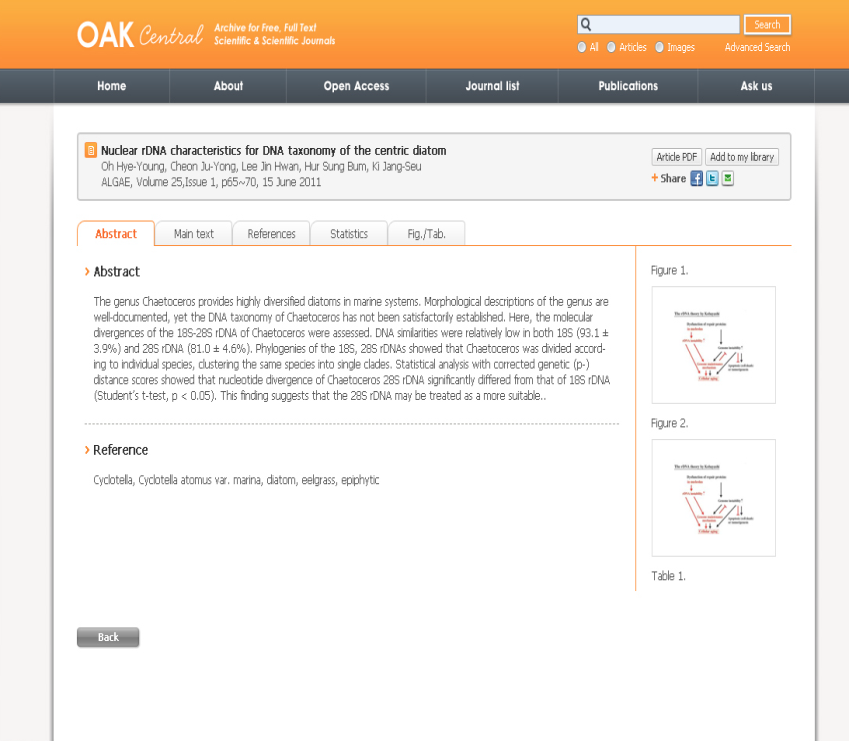 OAK Central Archive for Free, Full Text
Scientific & Scientific Journals
Search
All Articles Images Advanced Search
Home About Open Access Journal list Publications Ask us
Nuclear rDNA characteristics for DNA taxonomy of the centric diatom
Oh Hye-Young, Cheon Ju-Yong, Lee Jin Hwan, Hur Sung Bum, Ki Jang-Seu
ALGAE, Volume 25,Issue 1, p65~70, 15 June 2011
Article PDF Add to my library
+ Share
Abstract Main text References Statistics Fig./Tab.
Abstract
The genus Chaetoceros provides highly diversified diatoms in marine systems. Morphological descriptions of the genus are
well-documented, yet the DNA taxonomy of Chaetoceros has not been satisfactorily established. Here, the molecular
divergences of the 18S-28S rDNA of Chaetoceros were assessed. DNA similarities were relatively low in both 18S (93.1 ±
3.9%) and 28S rDNA (81.0 ± 4.6%). Phylogenies of the 18S, 28S rDNAs showed that Chaetoceros was divided accord-
ing to individual species, clustering the same species into single clades. Statistical analysis with corrected genetic (p-)
distance scores showed that nucleotide divergence of Chaetoceros 28S rDNA significantly differed from that of 18S rDNA
(Student's t-test, p < 0.05). This finding suggests that the 28S rDNA may be treated as a more suitable..
Reference
Cyclotella, Cyclotella atomus var. marina, diatom, eelgrass, epiphytic
Figure 1.
Figure 2.
Table 1.
Back